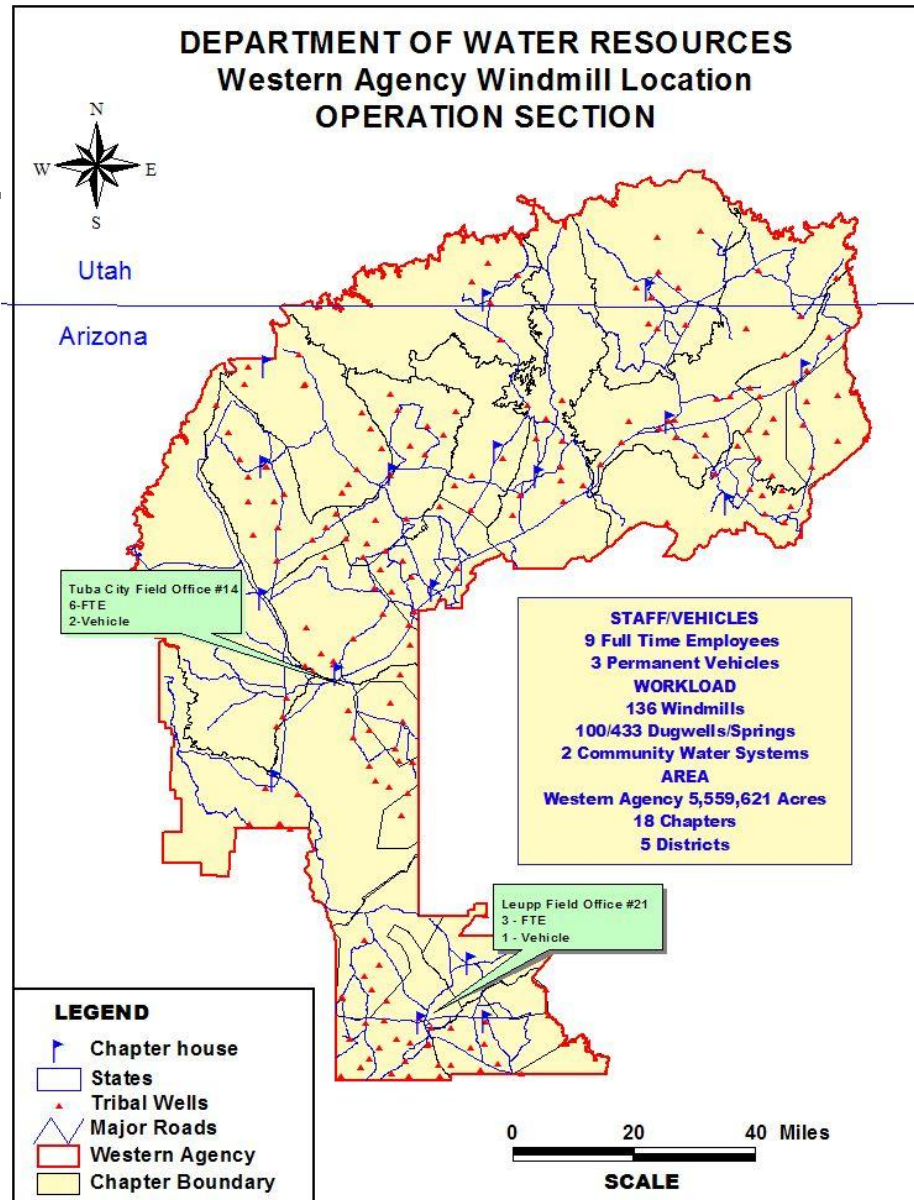 DEPARTMENT OF WATER RESOURCES
Western Agency Windmill Location
OPERATION SECTION
N
W
E
S
Utah
Arizona
Tuba City Field Office #14
6-FTE
2-Vehicle
STAFF/VEHICLES
9 Full Time Employees
3 Permanent Vehicles
WORKLOAD
136 Windmills
100/433 Dugwells/Springs
2 Community Water Systems
AREA
Western Agency 5,559,621 Acres
18 Chapters
5 Districts
Leupp Field Office #21
3 - FTE
1 - Vehicle
LEGEND
Chapter house
States
Tribal Wells
Major Roads
Western Agency
Chapter Boundary
0 20 40 Miles
SCALE